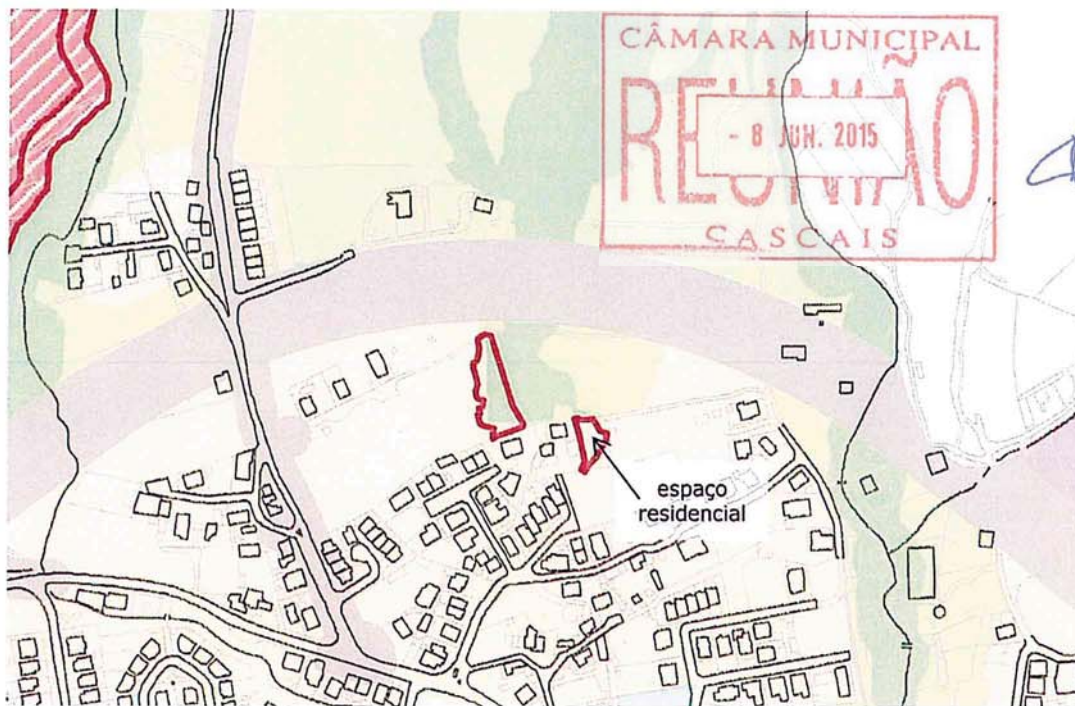 CÂMARA MUNICIPAL
REUNIÃO
- 8 JUN. 2015
CASCAIS
espaço
residencial